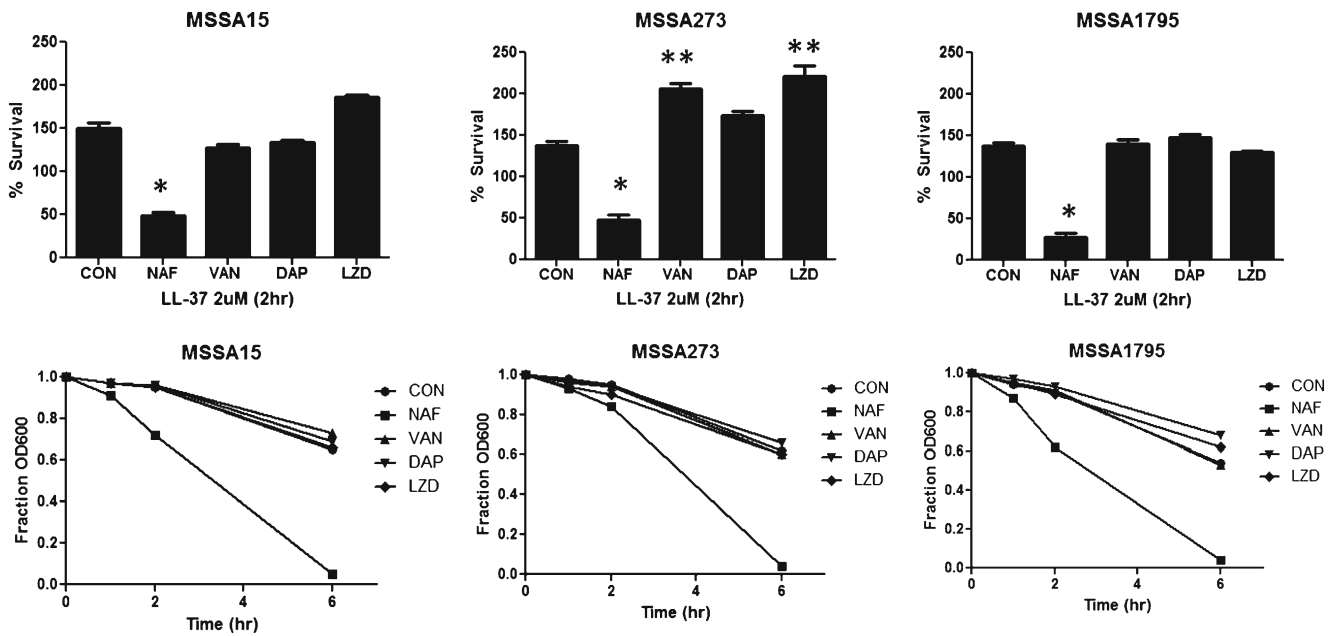 MSSA15
% Survival
250
200
150
100
50
0
*
CON NAF VAN DAP LZD
LL-37 2uM (2hr)
MSSA273
% Survival
250
200
150
100
50
0
*
**
**
CON NAF VAN DAP LZD
LL-37 2uM (2hr)
MSSA1795
% Survival
250
200
150
100
50
0
*
CON NAF VAN DAP LZD
LL-37 2uM (2hr)
MSSA15
Fraction OD600
1.0
0.8
0.6
0.4
0.2
0.0
0 2 4 6
Time (hr)
CON
NAF
VAN
DAP
LZD
MSSA273
Fraction OD600
1.0
0.8
0.6
0.4
0.2
0.0
0 2 4 6
Time (hr)
CON
NAF
VAN
DAP
LZD
MSSA1795
Fraction OD600
1.0
0.8
0.6
0.4
0.2
0.0
0 2 4 6
Time (hr)
CON
NAF
VAN
DAP
LZD